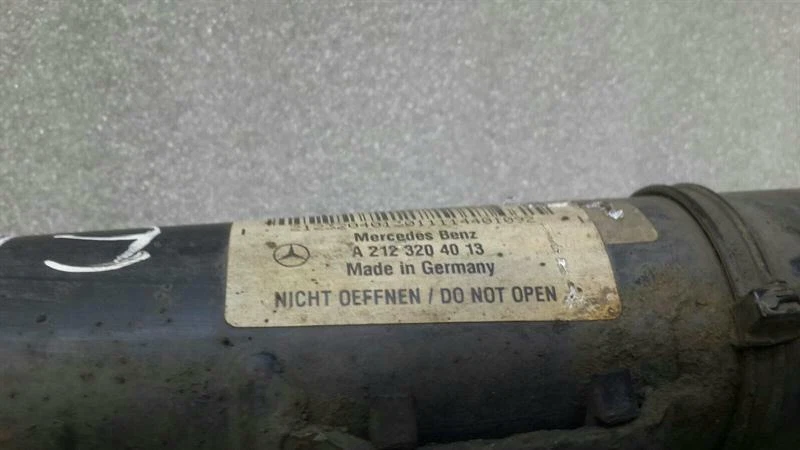 Mercedes Benz
A 212 320 40 13
Made in Germany
NICHT OEFFNEN / DO NOT OPEN